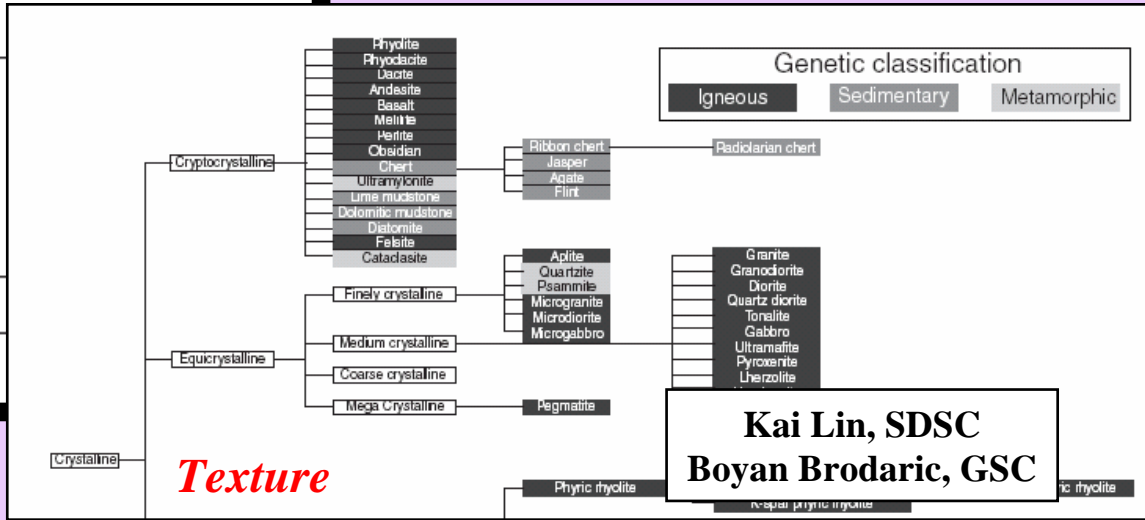 Genetic classification
Igneous
Sedimentary
Metamorphic
Crystalline
Cryptocrystalline
Rhyolite
Rhyodacite
Dacite
Andesite
Basalt
Melilite
Perlite
Obsidian
Chert
Ultramylonite
Lime mudstone
Dolomitic mudstone
Diatomite
Felsite
Cataclasite
Ribbon chert
Jasper
Agate
Flint
Radiolarian chert
Equicrystalline
Finely crystalline
Aplite
Quartzite
Psammite
Microgranite
Microdiorite
Microgabbro
Medium crystalline
Granite
Granodiorite
Diorite
Quartz diorite
Tonalite
Gabbro
Ultramafite
Pyroxenite
Lherzolite
Coarse crystalline
Mega Crystalline
Pegmatite
Texture
Kai Lin, SDSC
Boyan Brodaric, GSC
Phyric rhyolite
K-spar phyric rhyolite
rhyolite